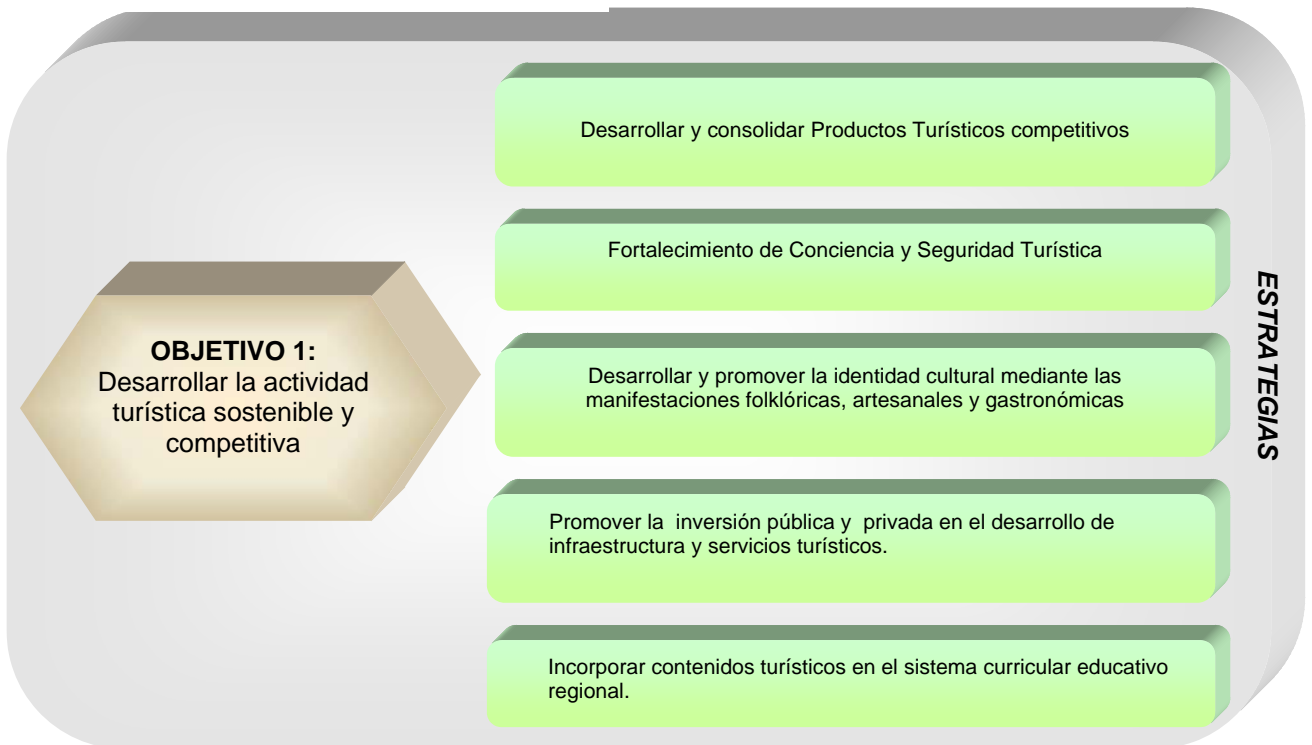 OBJETIVO 1:
Desarrollar la actividad
turística sostenible y
competitiva
Desarrollar y consolidar Productos Turísticos competitivos
Fortalecimiento de Conciencia y Seguridad Turística
Desarrollar y promover la identidad cultural mediante las
manifestaciones folklóricas, artesanales y gastronómicas
Promover la  inversión pública y  privada en el desarrollo de
infraestructura y servicios turísticos.
Incorporar contenidos turísticos en el sistema curricular educativo
regional.
ESTRATEGIAS